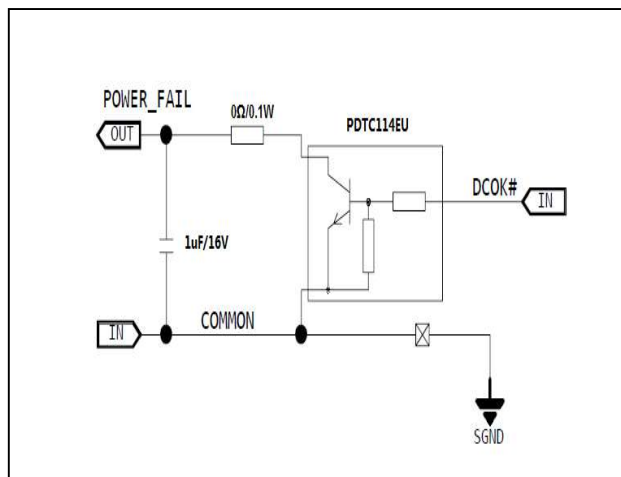 POWER_FAIL
OUT
0Ω/0.1W
PDTC114EU
DCOK#
IN
1uF/16V
IN
COMMON
SGND